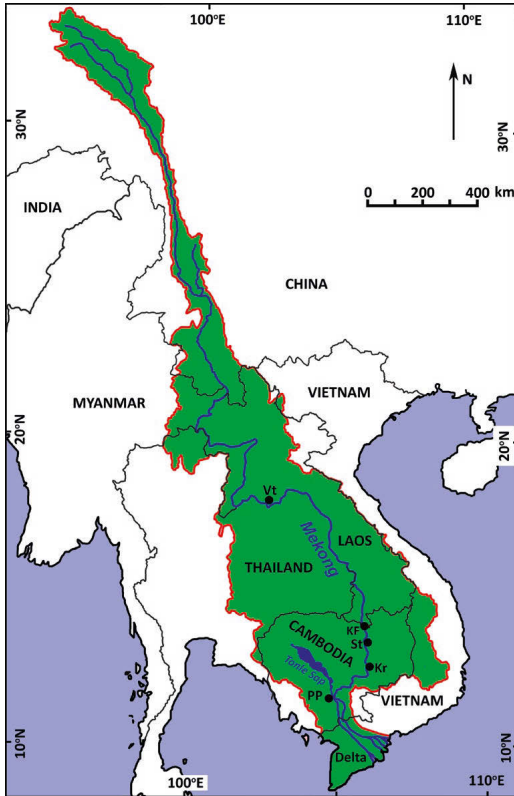 100°E
110°E
N
30°N
30°N
0 200 400 km
INDIA
CHINA
MYANMAR
VIETNAM
20°N
20°N
Vt
Mekong
LAOS
THAILAND
KF
CAMBODIA
St
Tonle Sap
Kr
PP
VIETNAM
10°N
10°N
Delta
100°E
110°E